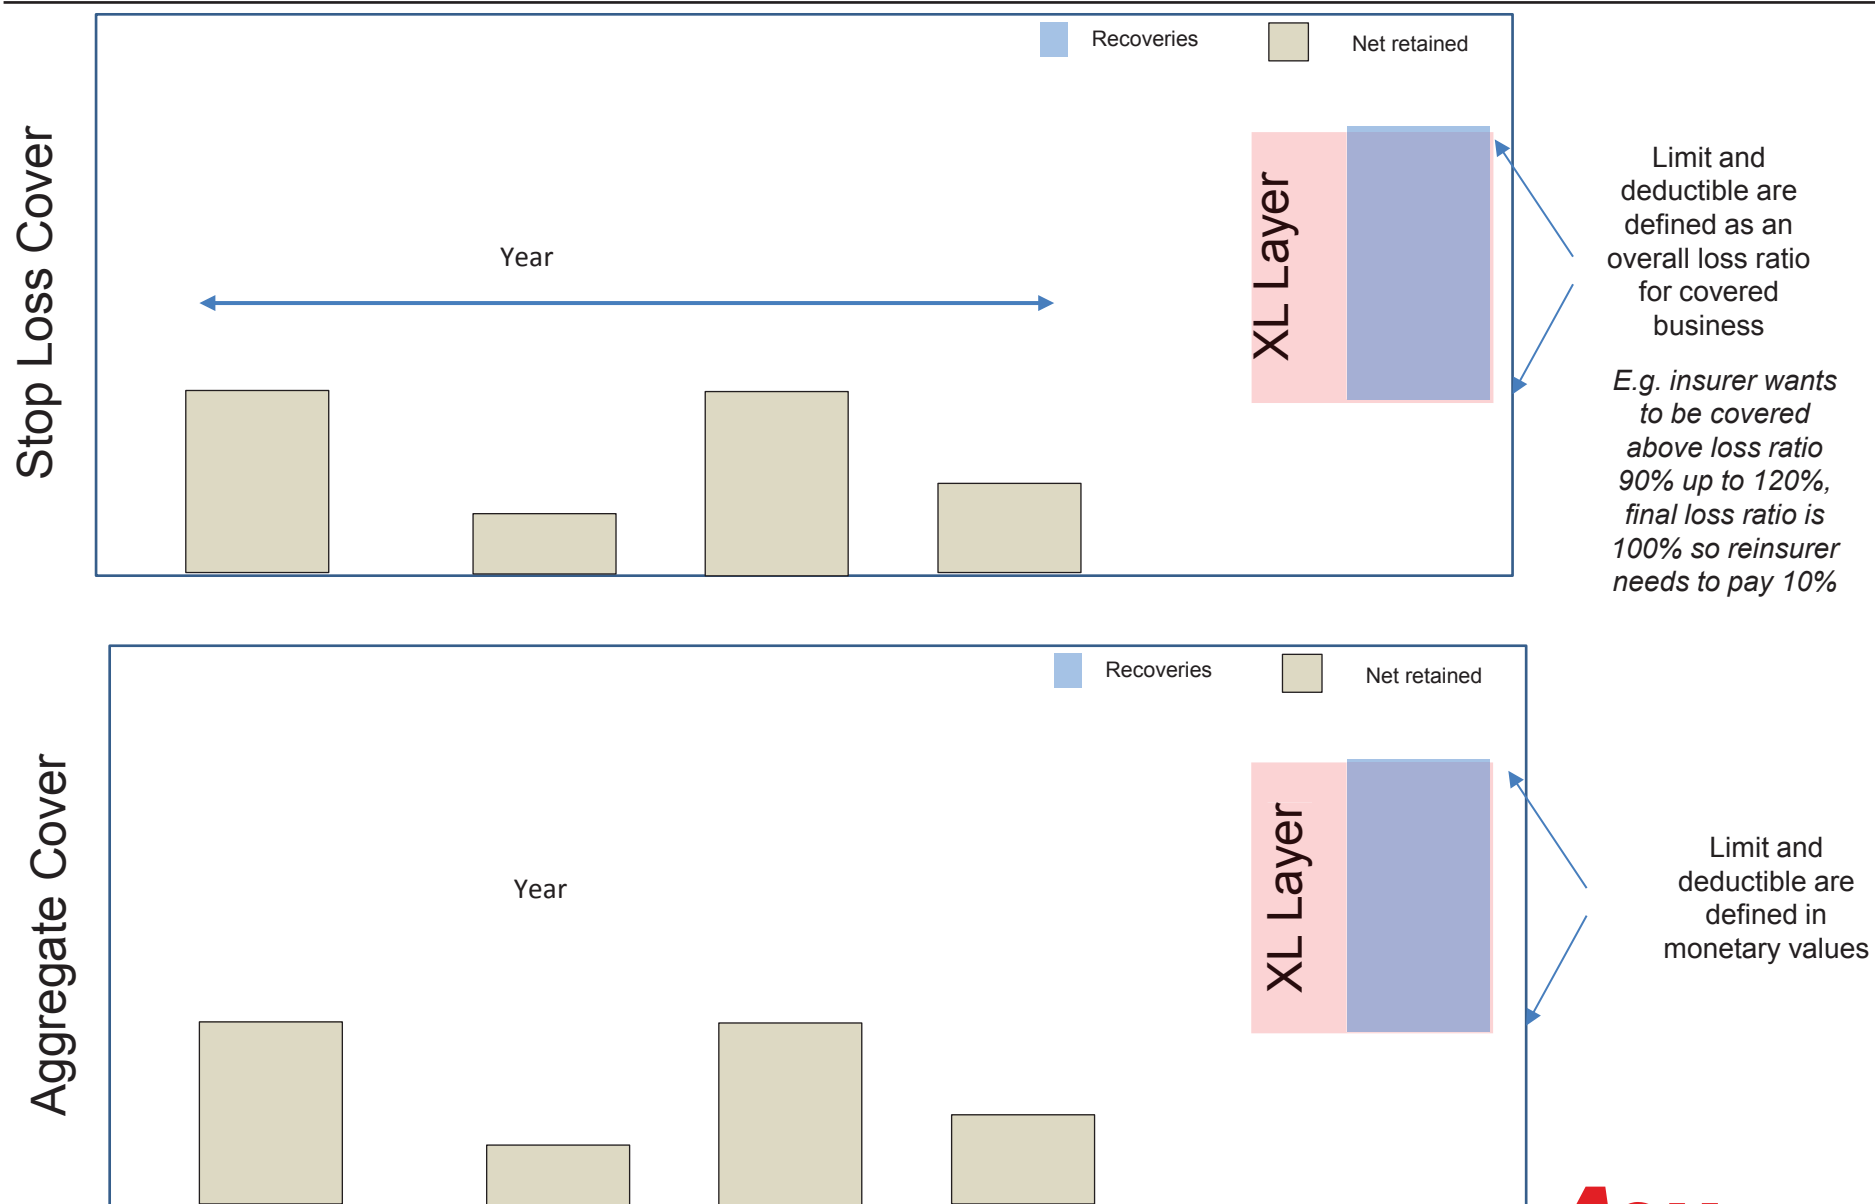 Recoveries
Net retained
Stop Loss Cover
Year
XL Layer
Limit and
deductible are
defined as an
overall loss ratio
for covered
business
E.g. insurer wants
to be covered
above loss ratio
90% up to 120%,
final loss ratio is
100% so reinsurer
needs to pay 10%
Recoveries
Net retained
Aggregate Cover
Year
XL Layer
Limit and
deductible are
defined in
monetary values